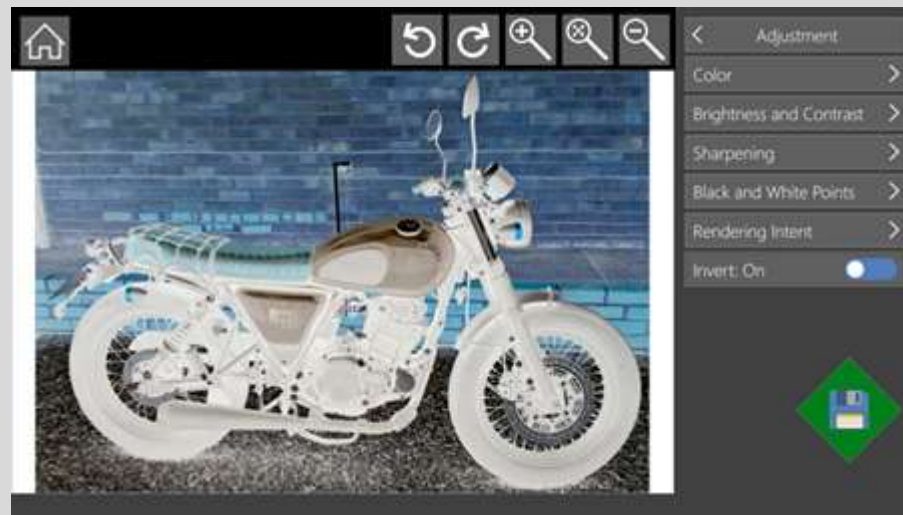 Adjustment
Color
Brightness and Contrast
Sharpening
Black and White Points
Rendering Intent
Invert: On